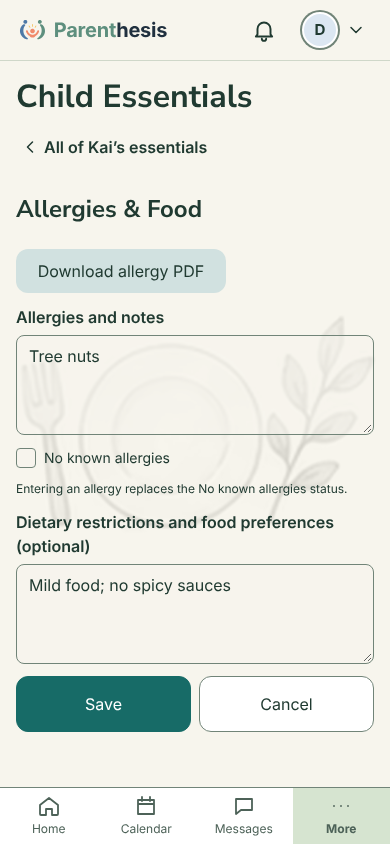 Parenthesis
D
Child Essentials
All of Kai’s essentials
Allergies & Food
Download allergy PDF
Allergies and notes
Tree nuts
No known allergies
Entering an allergy replaces the No known allergies status.
Dietary restrictions and food preferences
(optional)
Mild food; no spicy sauces
Save
Cancel
Home
Calendar
Messages
More